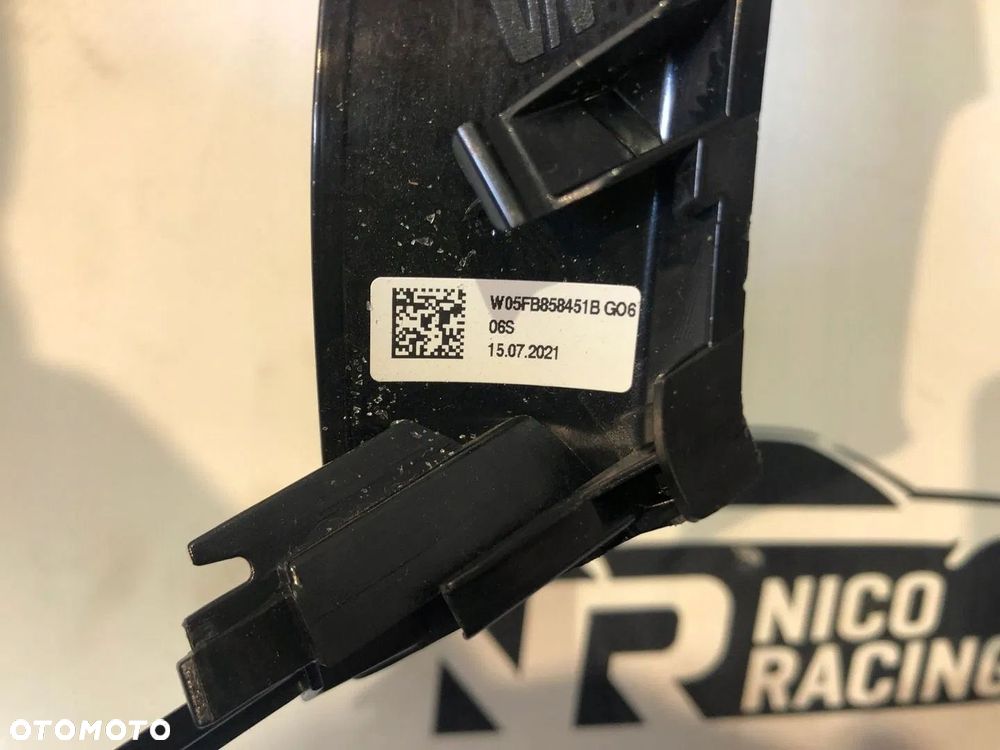 W05FB858451B GO6
06S
15.07.2021
NR
NICO
RACING
OTOMOTO